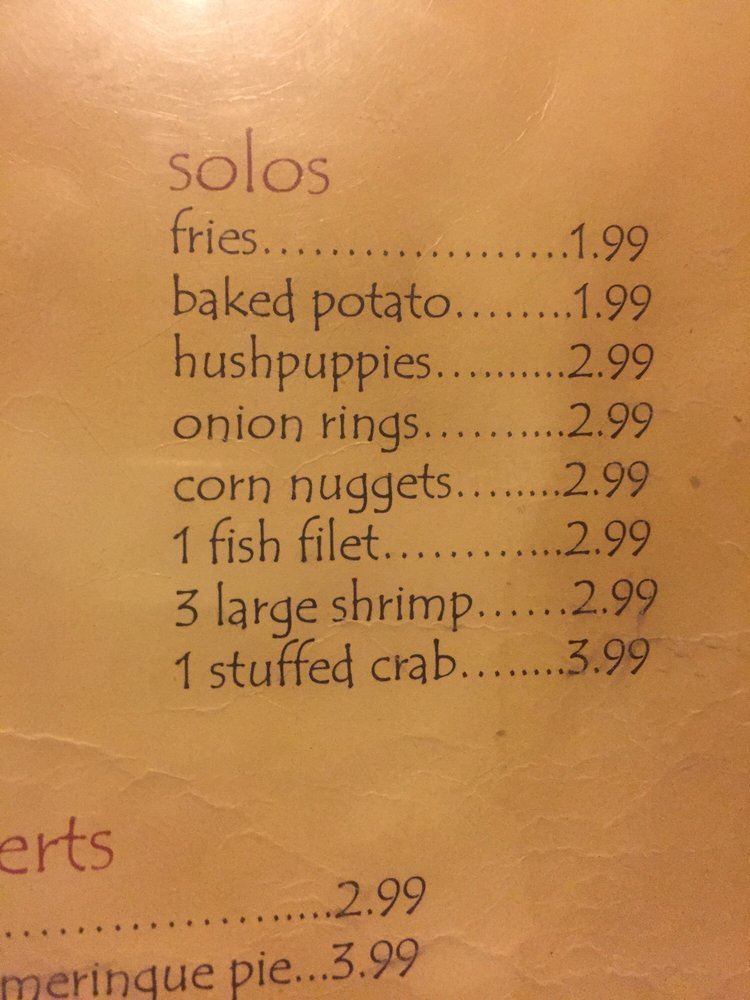 solos
fries....................1.99
baked potato........1.99
hushpuppies..........2.99
onion rings..........2.99
corn nuggets........2.99
1 fish filet.............2.99
3 large shrimp......2.99
1 stuffed crab........3.99
erts
......................2.99
meringue pie...3.99